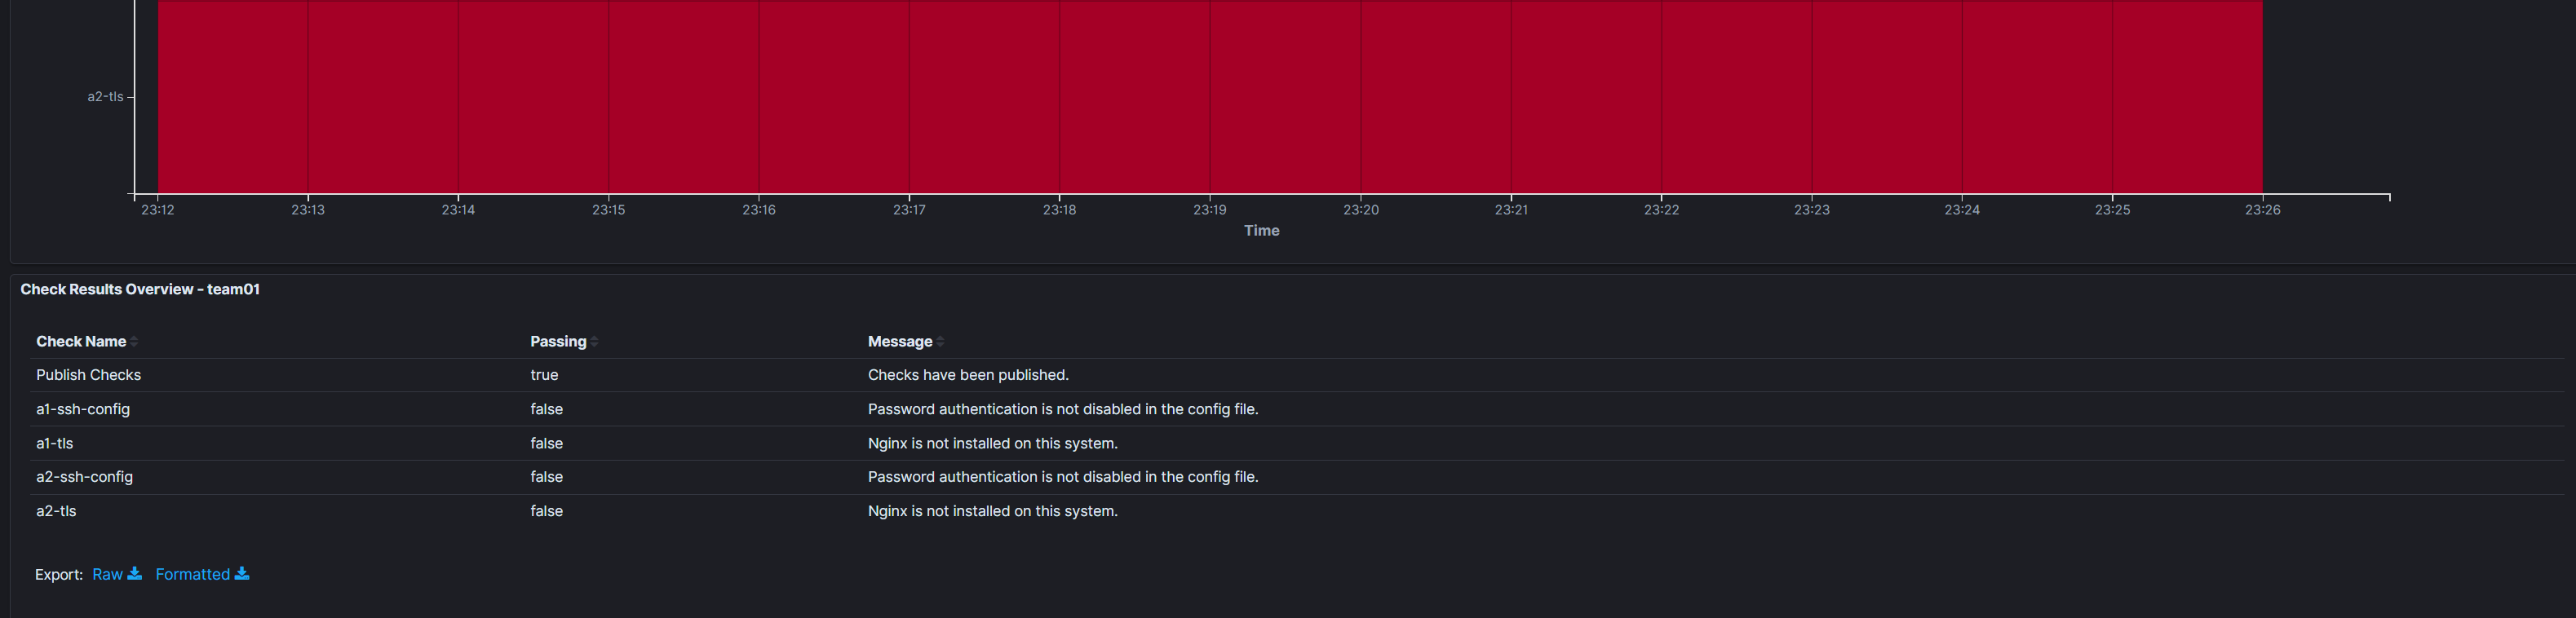 a2-tls
23:12 23:13 23:14 23:15 23:16 23:17 23:18 23:19 23:20 23:21 23:22 23:23 23:24 23:25 23:26
Time
Check Results Overview - team01
Check Name Passing Message
Publish Checks true Checks have been published.
a1-ssh-config false Password authentication is not disabled in the config file.
a1-tls false Nginx is not installed on this system.
a2-ssh-config false Password authentication is not disabled in the config file.
a2-tls false Nginx is not installed on this system.
Export: Raw Formatted